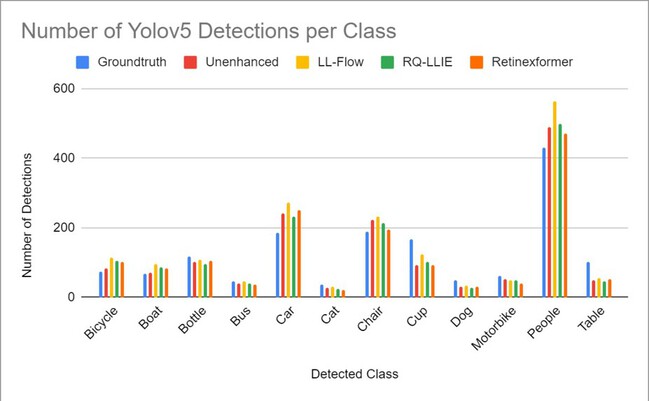 Number of Yolov5 Detections per Class
Groundtruth Unenhanced LL-Flow RQ-LLIE Retinexformer
Number of Detections
600
400
200
0
Bicycle Boat Bottle Bus Car Cat Chair Cup Dog Motorbike People Table
Detected Class